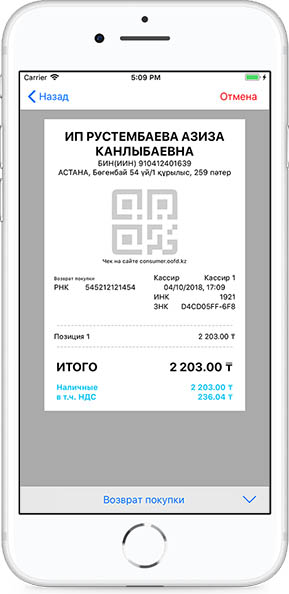 Carrier 5:09 PM
Назад Отмена
ИП РУСТЕМБАЕВА АЗИЗА
КАНЛЫБАЕВНА
БИН(ИИН) 910412401639
АСТАНА, Бөгенбай 54 үй/1 құрылыс, 259 пәтер
Чек на сайте consumer.oofd.kz
Возврат покупки Кассир Кассир 1
РНК 545212121454 04/10/2018, 17:09
ИНК 1921
ЗНК D4CD05FF-6F8
Позиция 1 2 203.00 ₸
ИТОГО 2 203.00 ₸
Наличные 2 203.00 ₸
в т.ч. НДС 236.04 ₸
Возврат покупки